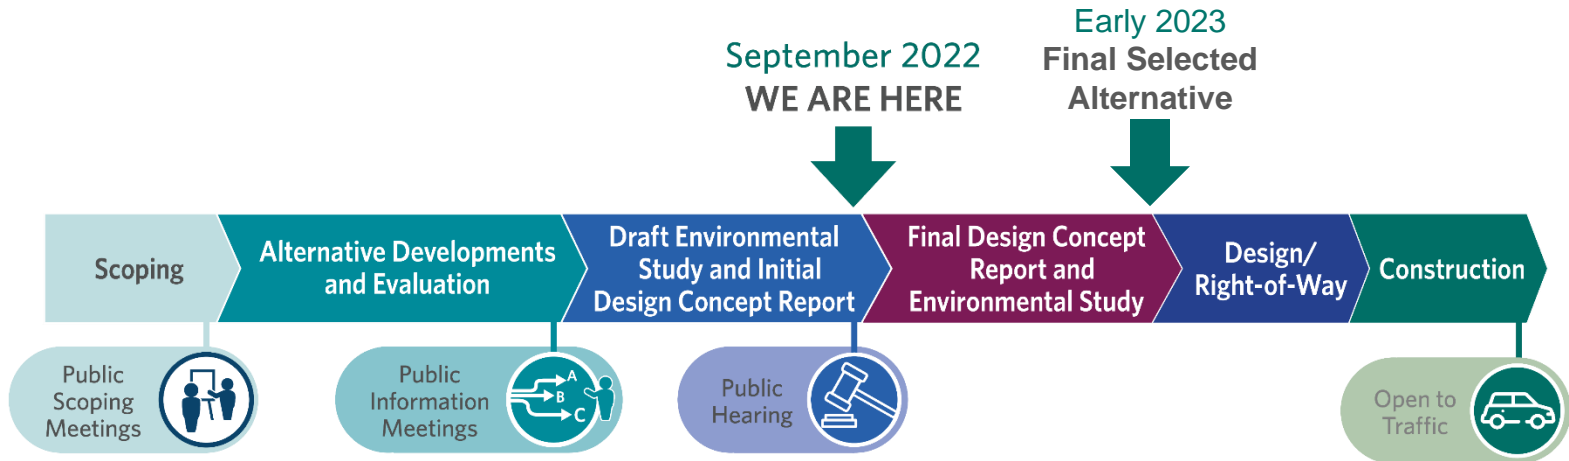 September 2022
WE ARE HERE
Early 2023
Final Selected
Alternative
Scoping
Alternative Developments
and Evaluation
Draft Environmental
Study and Initial
Design Concept Report
Final Design Concept
Report and
Environmental Study
Design/
Right-of-Way
Construction
Public
Scoping
Meetings
Public
Information
Meetings
A
B
C
Public
Hearing
Open to
Traffic